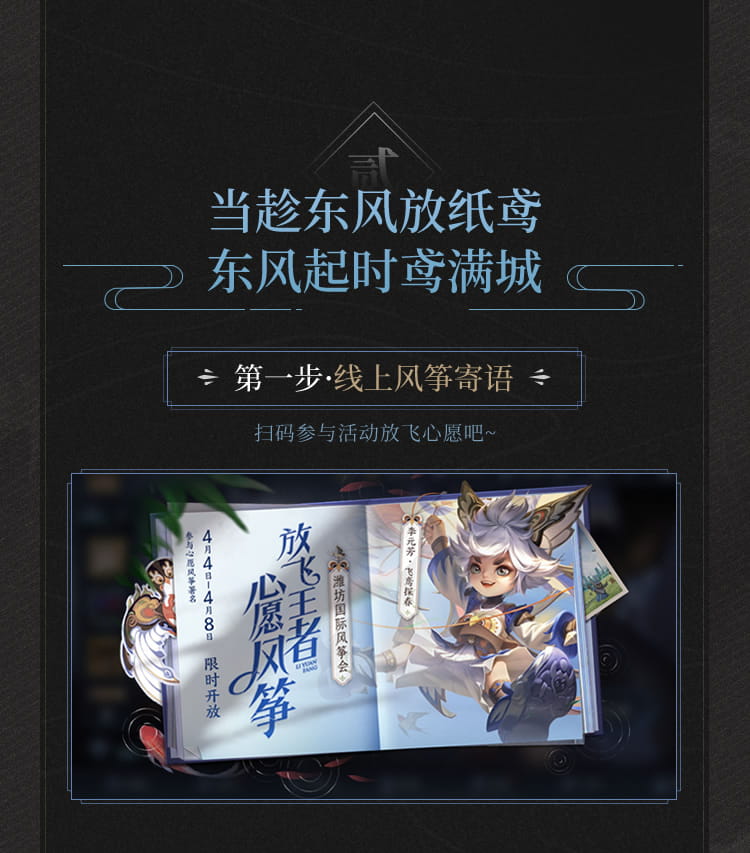 贰
当趁东风放纸鸢
东风起时鸢满城
第一步·线上风筝寄语
扫码参与活动放飞心愿吧~
放飞王者
心愿风筝
LI YUAN
FANG
潍坊国际风筝会
4月4日-4月8日 限时开放
参与心愿风筝署名
李元芳·飞鸢探春